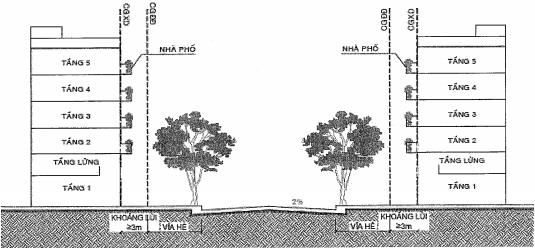 CGXD
CGĐĐ
CGĐĐ
CGXD
NHÀ PHỐ
NHÀ PHỐ
TẦNG 5
TẦNG 5
TẦNG 4
TẦNG 4
TẦNG 3
TẦNG 3
TẦNG 2
TẦNG 2
TẦNG LỬNG
TẦNG LỬNG
TẦNG 1
TẦNG 1
2%
KHOẢNG LÙI
≥3m
VỈA HÈ
VỈA HÈ
KHOẢNG LÙI
≥3m